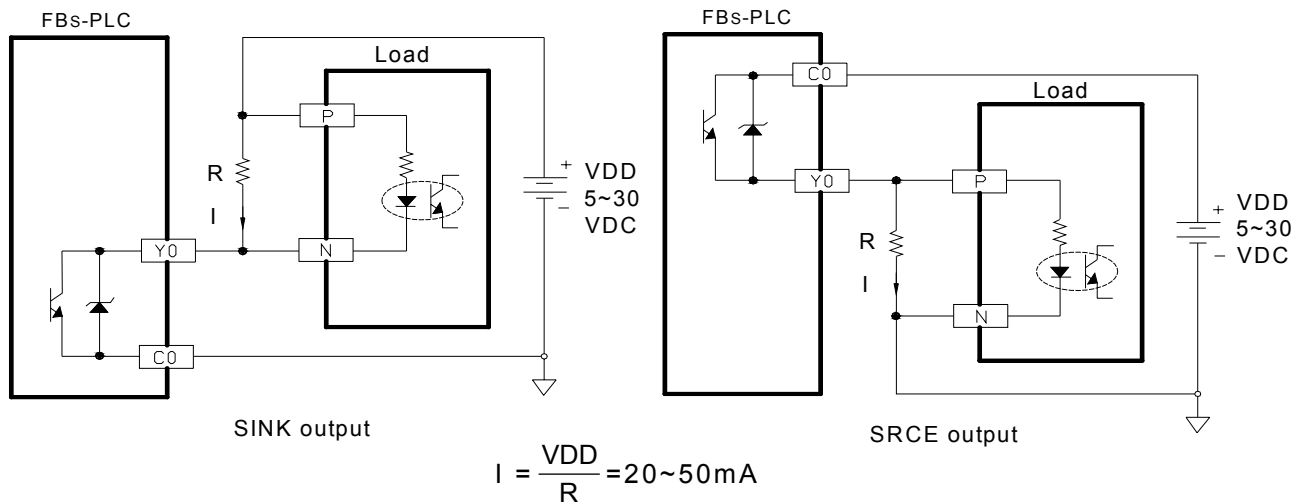 FBs-PLC
Load
P
R
I
N
Y0
C0
+ VDD
5~30
– VDC
SINK output
FBs-PLC
C0
Load
Y0
P
R
I
N
+ VDD
5~30
– VDC
SRCE output
I = VDD/R = 20~50mA